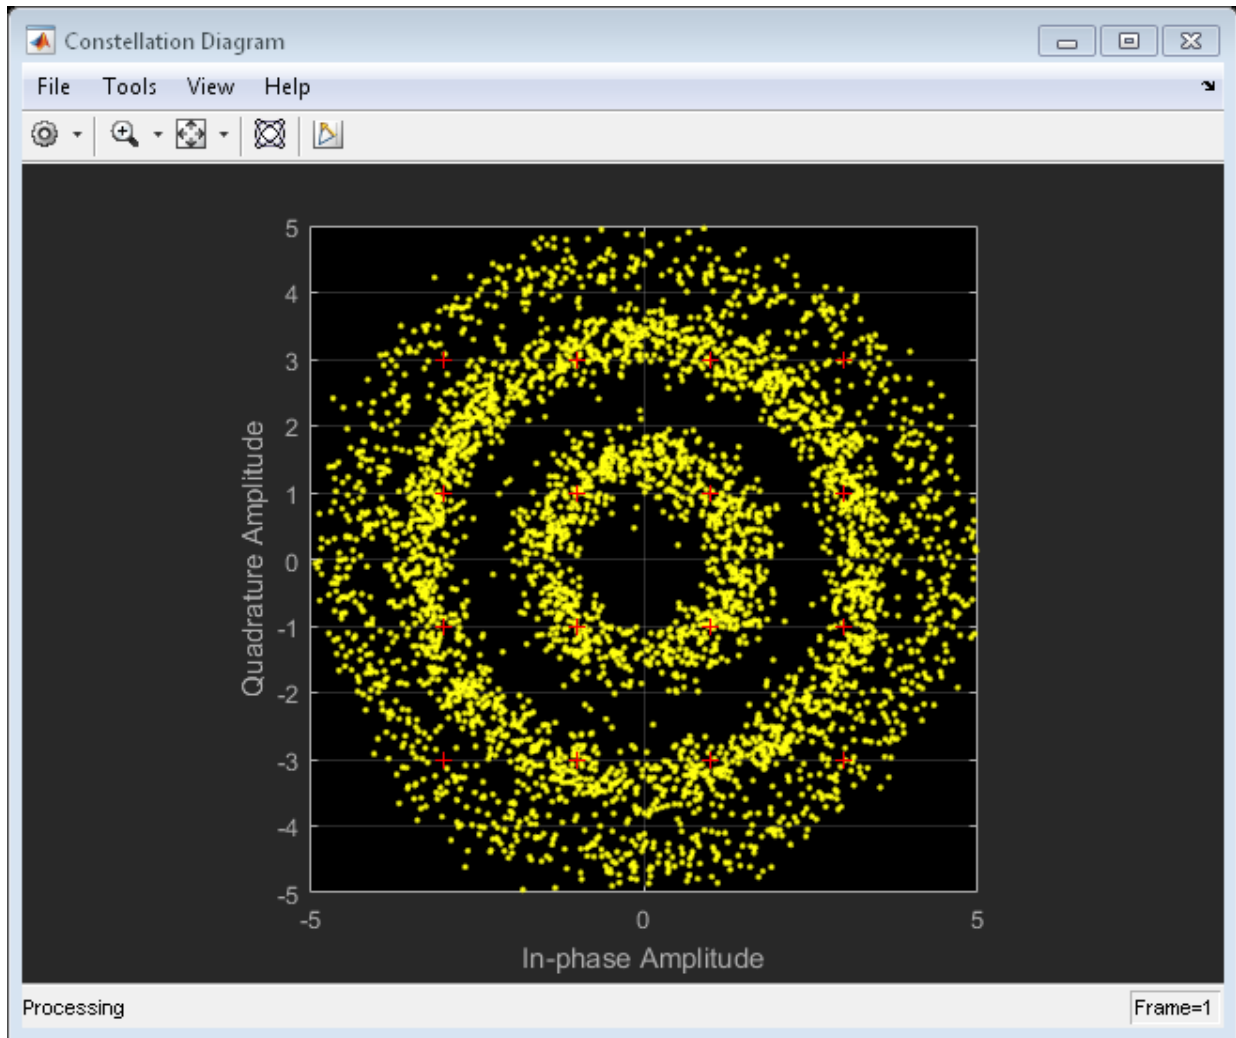 Constellation Diagram
File Tools View Help
5
4
3
2
1
0
-1
-2
-3
-4
-5
Quadrature Amplitude
-5 0 5
In-phase Amplitude
Processing Frame=1